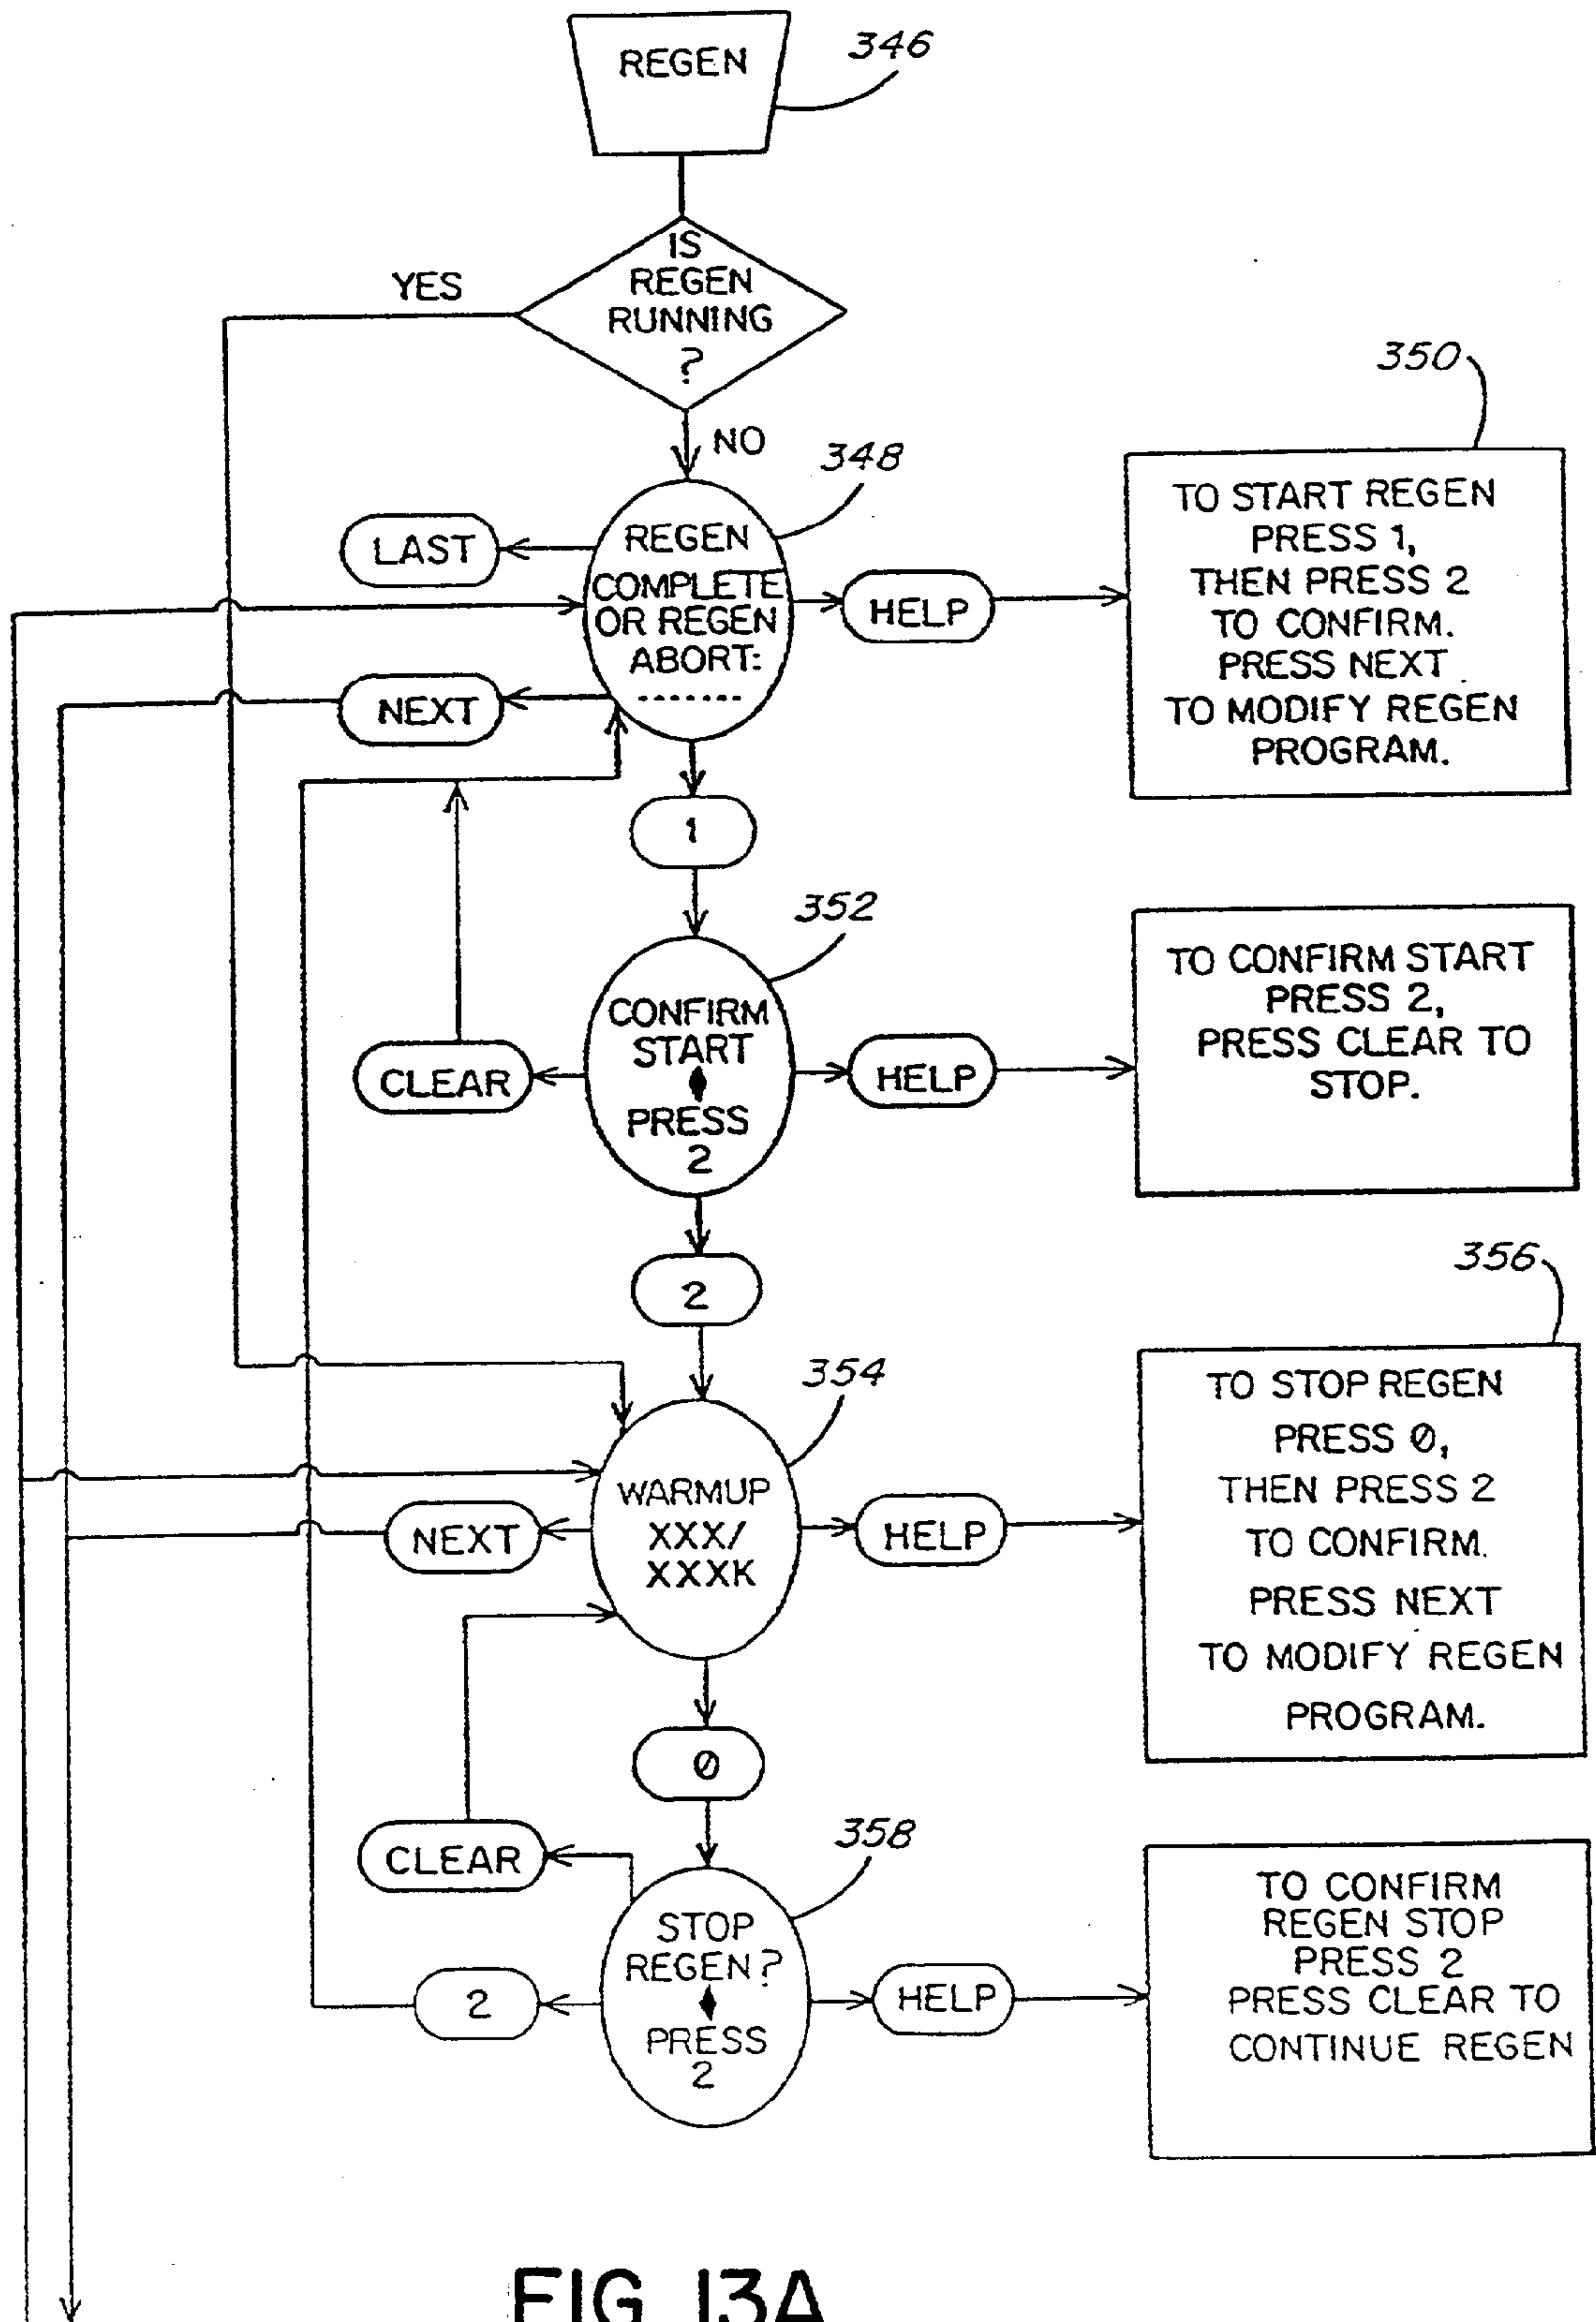 REGEN
346
IS
REGEN
RUNNING
?
YES
NO
348
350
LAST
REGEN
COMPLETE
OR REGEN
ABORT:
-------
HELP
NEXT
TO START REGEN
PRESS 1,
THEN PRESS 2
TO CONFIRM.
PRESS NEXT
TO MODIFY REGEN
PROGRAM.
1
352
CONFIRM
START
♦
PRESS
2
CLEAR
HELP
TO CONFIRM START
PRESS 2,
PRESS CLEAR TO
STOP.
2
354
356
WARMUP
XXX/
XXXK
NEXT
HELP
TO STOP REGEN
PRESS 0,
THEN PRESS 2
TO CONFIRM.
PRESS NEXT
TO MODIFY REGEN
PROGRAM.
0
CLEAR
358
STOP
REGEN?
♦
PRESS
2
2
HELP
TO CONFIRM
REGEN STOP
PRESS 2
PRESS CLEAR TO
CONTINUE REGEN
FIG. 13A